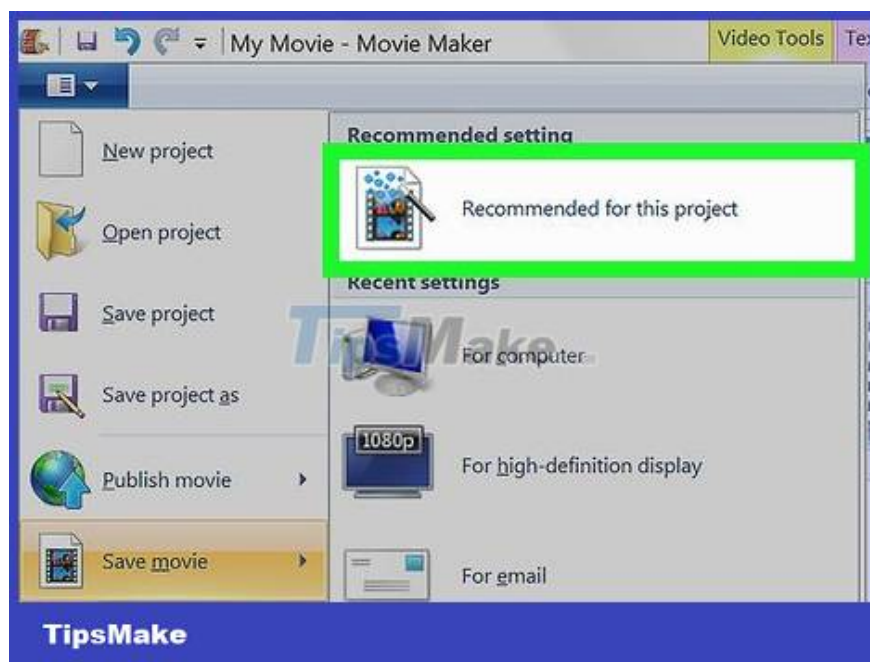 My Movie - Movie Maker
Video Tools
New project
Open project
Save project
Save project as
Publish movie
Save movie
Recommended setting
Recommended for this project
Recent settings
For computer
1080p
For high-definition display
For email
TipsMake
TipsMake